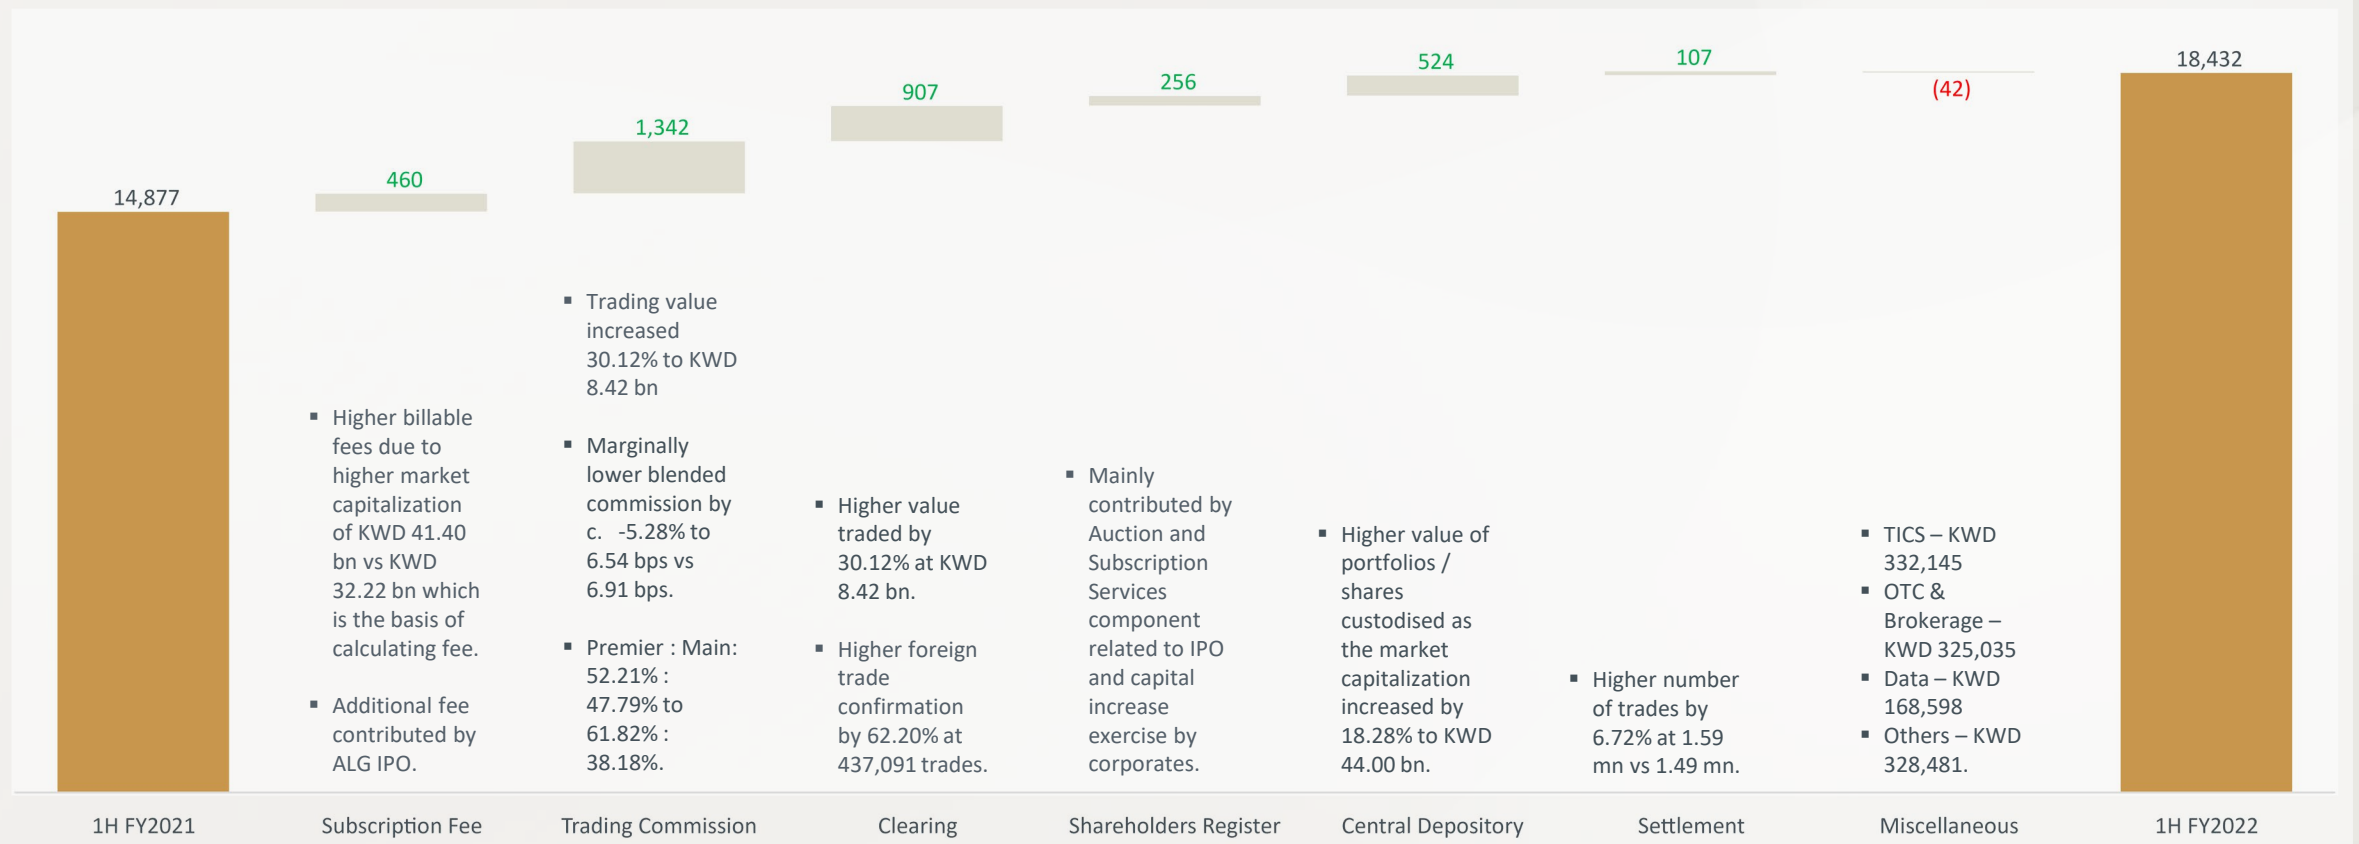 14,877
460
1,342
907
256
524
107
(42)
18,432
▪ Higher billable
fees due to
higher market
capitalization
of KWD 41.40
bn vs KWD
32.22 bn which
is the basis of
calculating fee.
▪ Additional fee
contributed by
ALG IPO.
▪ Trading value
increased
30.12% to KWD
8.42 bn
▪ Marginally
lower blended
commission by
c. -5.28% to
6.54 bps vs
6.91 bps.
▪ Premier : Main:
52.21% :
47.79% to
61.82% :
38.18%.
▪ Higher value
traded by
30.12% at KWD
8.42 bn.
▪ Higher foreign
trade
confirmation
by 62.20% at
437,091 trades.
▪ Mainly
contributed by
Auction and
Subscription
Services
component
related to IPO
and capital
increase
exercise by
corporates.
▪ Higher value of
portfolios /
shares
custodised as
the market
capitalization
increased by
18.28% to KWD
44.00 bn.
▪ Higher number
of trades by
6.72% at 1.59
mn vs 1.49 mn.
▪ TICS – KWD
332,145
▪ OTC &
Brokerage –
KWD 325,035
▪ Data – KWD
168,598
▪ Others – KWD
328,481.
1H FY2021
Subscription Fee
Trading Commission
Clearing
Shareholders Register
Central Depository
Settlement
Miscellaneous
1H FY2022